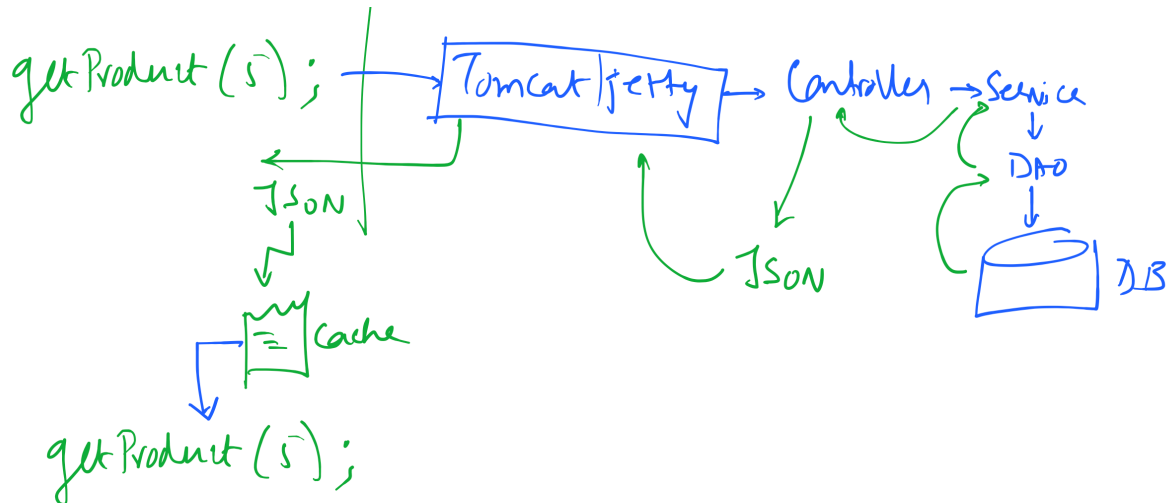 getProduct (5) ;
Tomcat | jetty
Controller
Service
DAO
DB
JSON
JSON
Cache
getProduct (5) ;